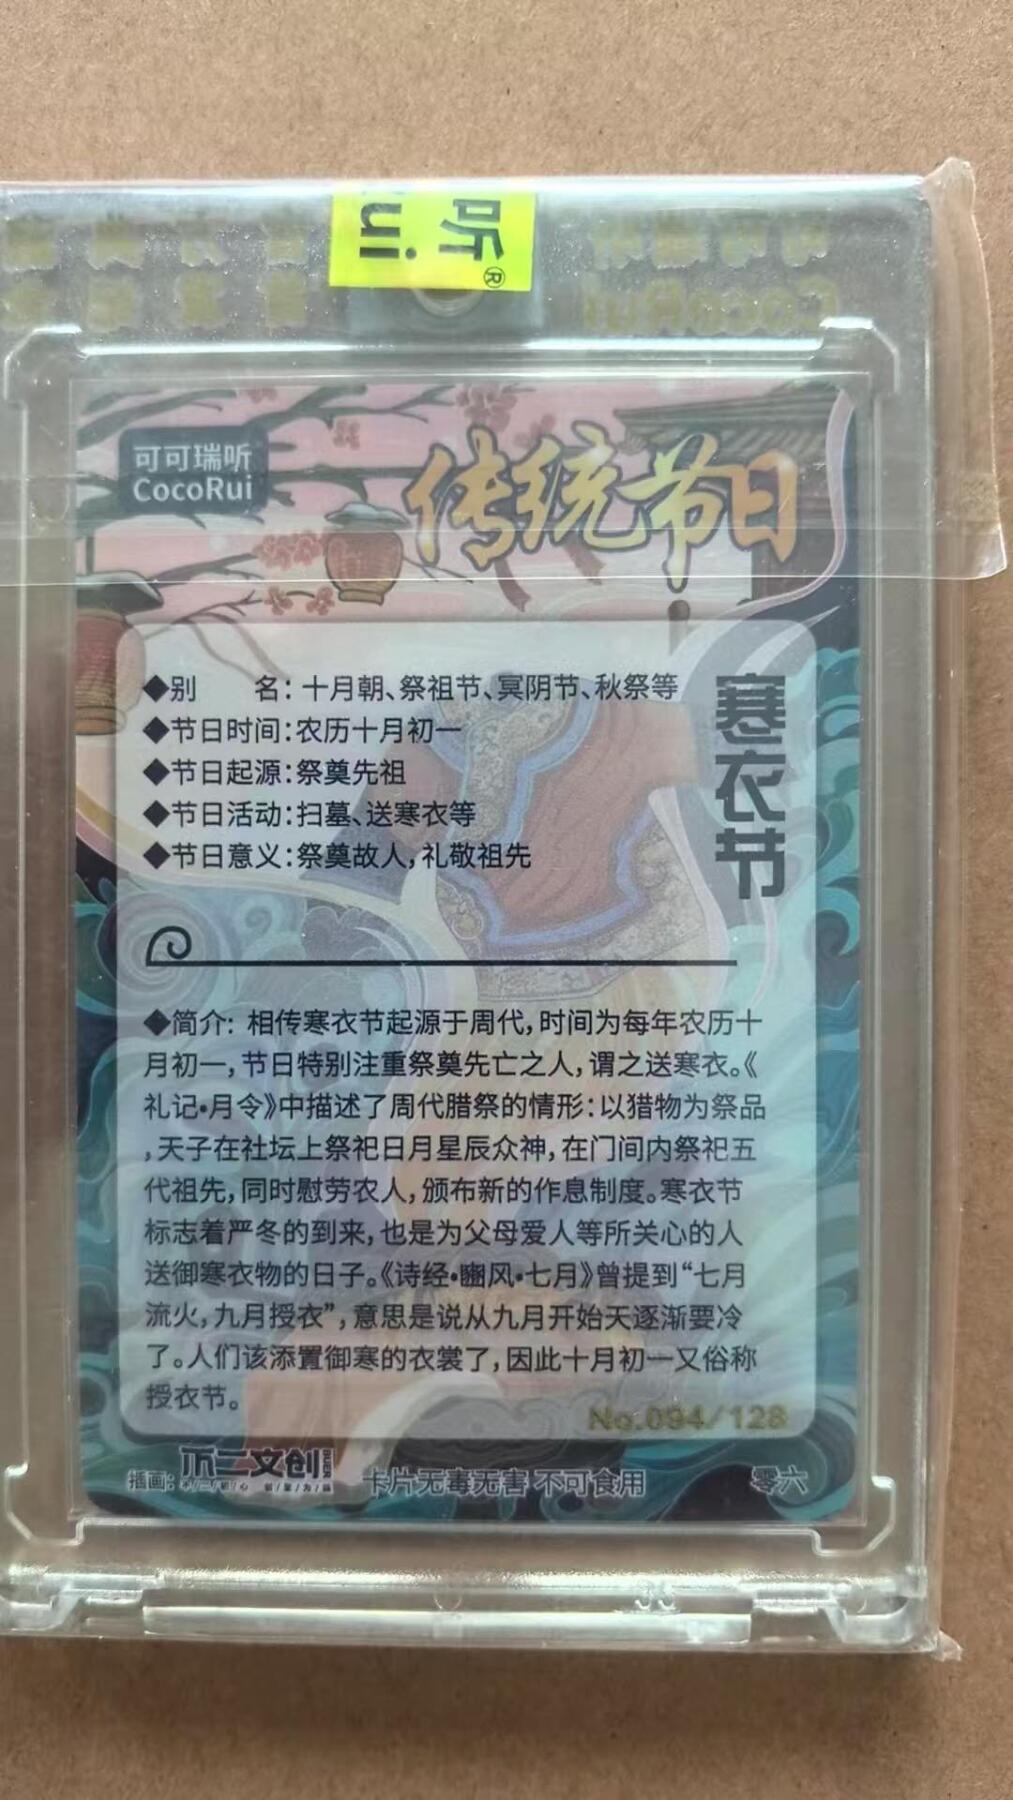 听®
ui
CocoRui
可可瑞听
CocoRui
传统节日
寒衣节
◆别 名：十月朝、祭祖节、冥阴节、秋祭等
◆节日时间：农历十月初一
◆节日起源：祭奠先祖
◆节日活动：扫墓、送寒衣等
◆节日意义：祭奠故人，礼敬祖先
◆简介：相传寒衣节起源于周代，时间为每年农历十
月初一，节日特别注重祭奠先亡之人，谓之送寒衣。《
礼记•月令》中描述了周代腊祭的情形：以猎物为祭品
，天子在社坛上祭祀日月星辰众神，在门闾内祭祀五
代祖先，同时慰劳农人，颁布新的作息制度。寒衣节
标志着严冬的到来，也是为父母爱人等所关心的人
送御寒衣物的日子。《诗经•豳风•七月》曾提到“七月
流火，九月授衣”，意思是说从九月开始天逐渐要冷
了。人们该添置御寒的衣裳了，因此十月初一又俗称
授衣节。
No.094/128
插画：不二文创
卡片无毒无害 不可食用
零六